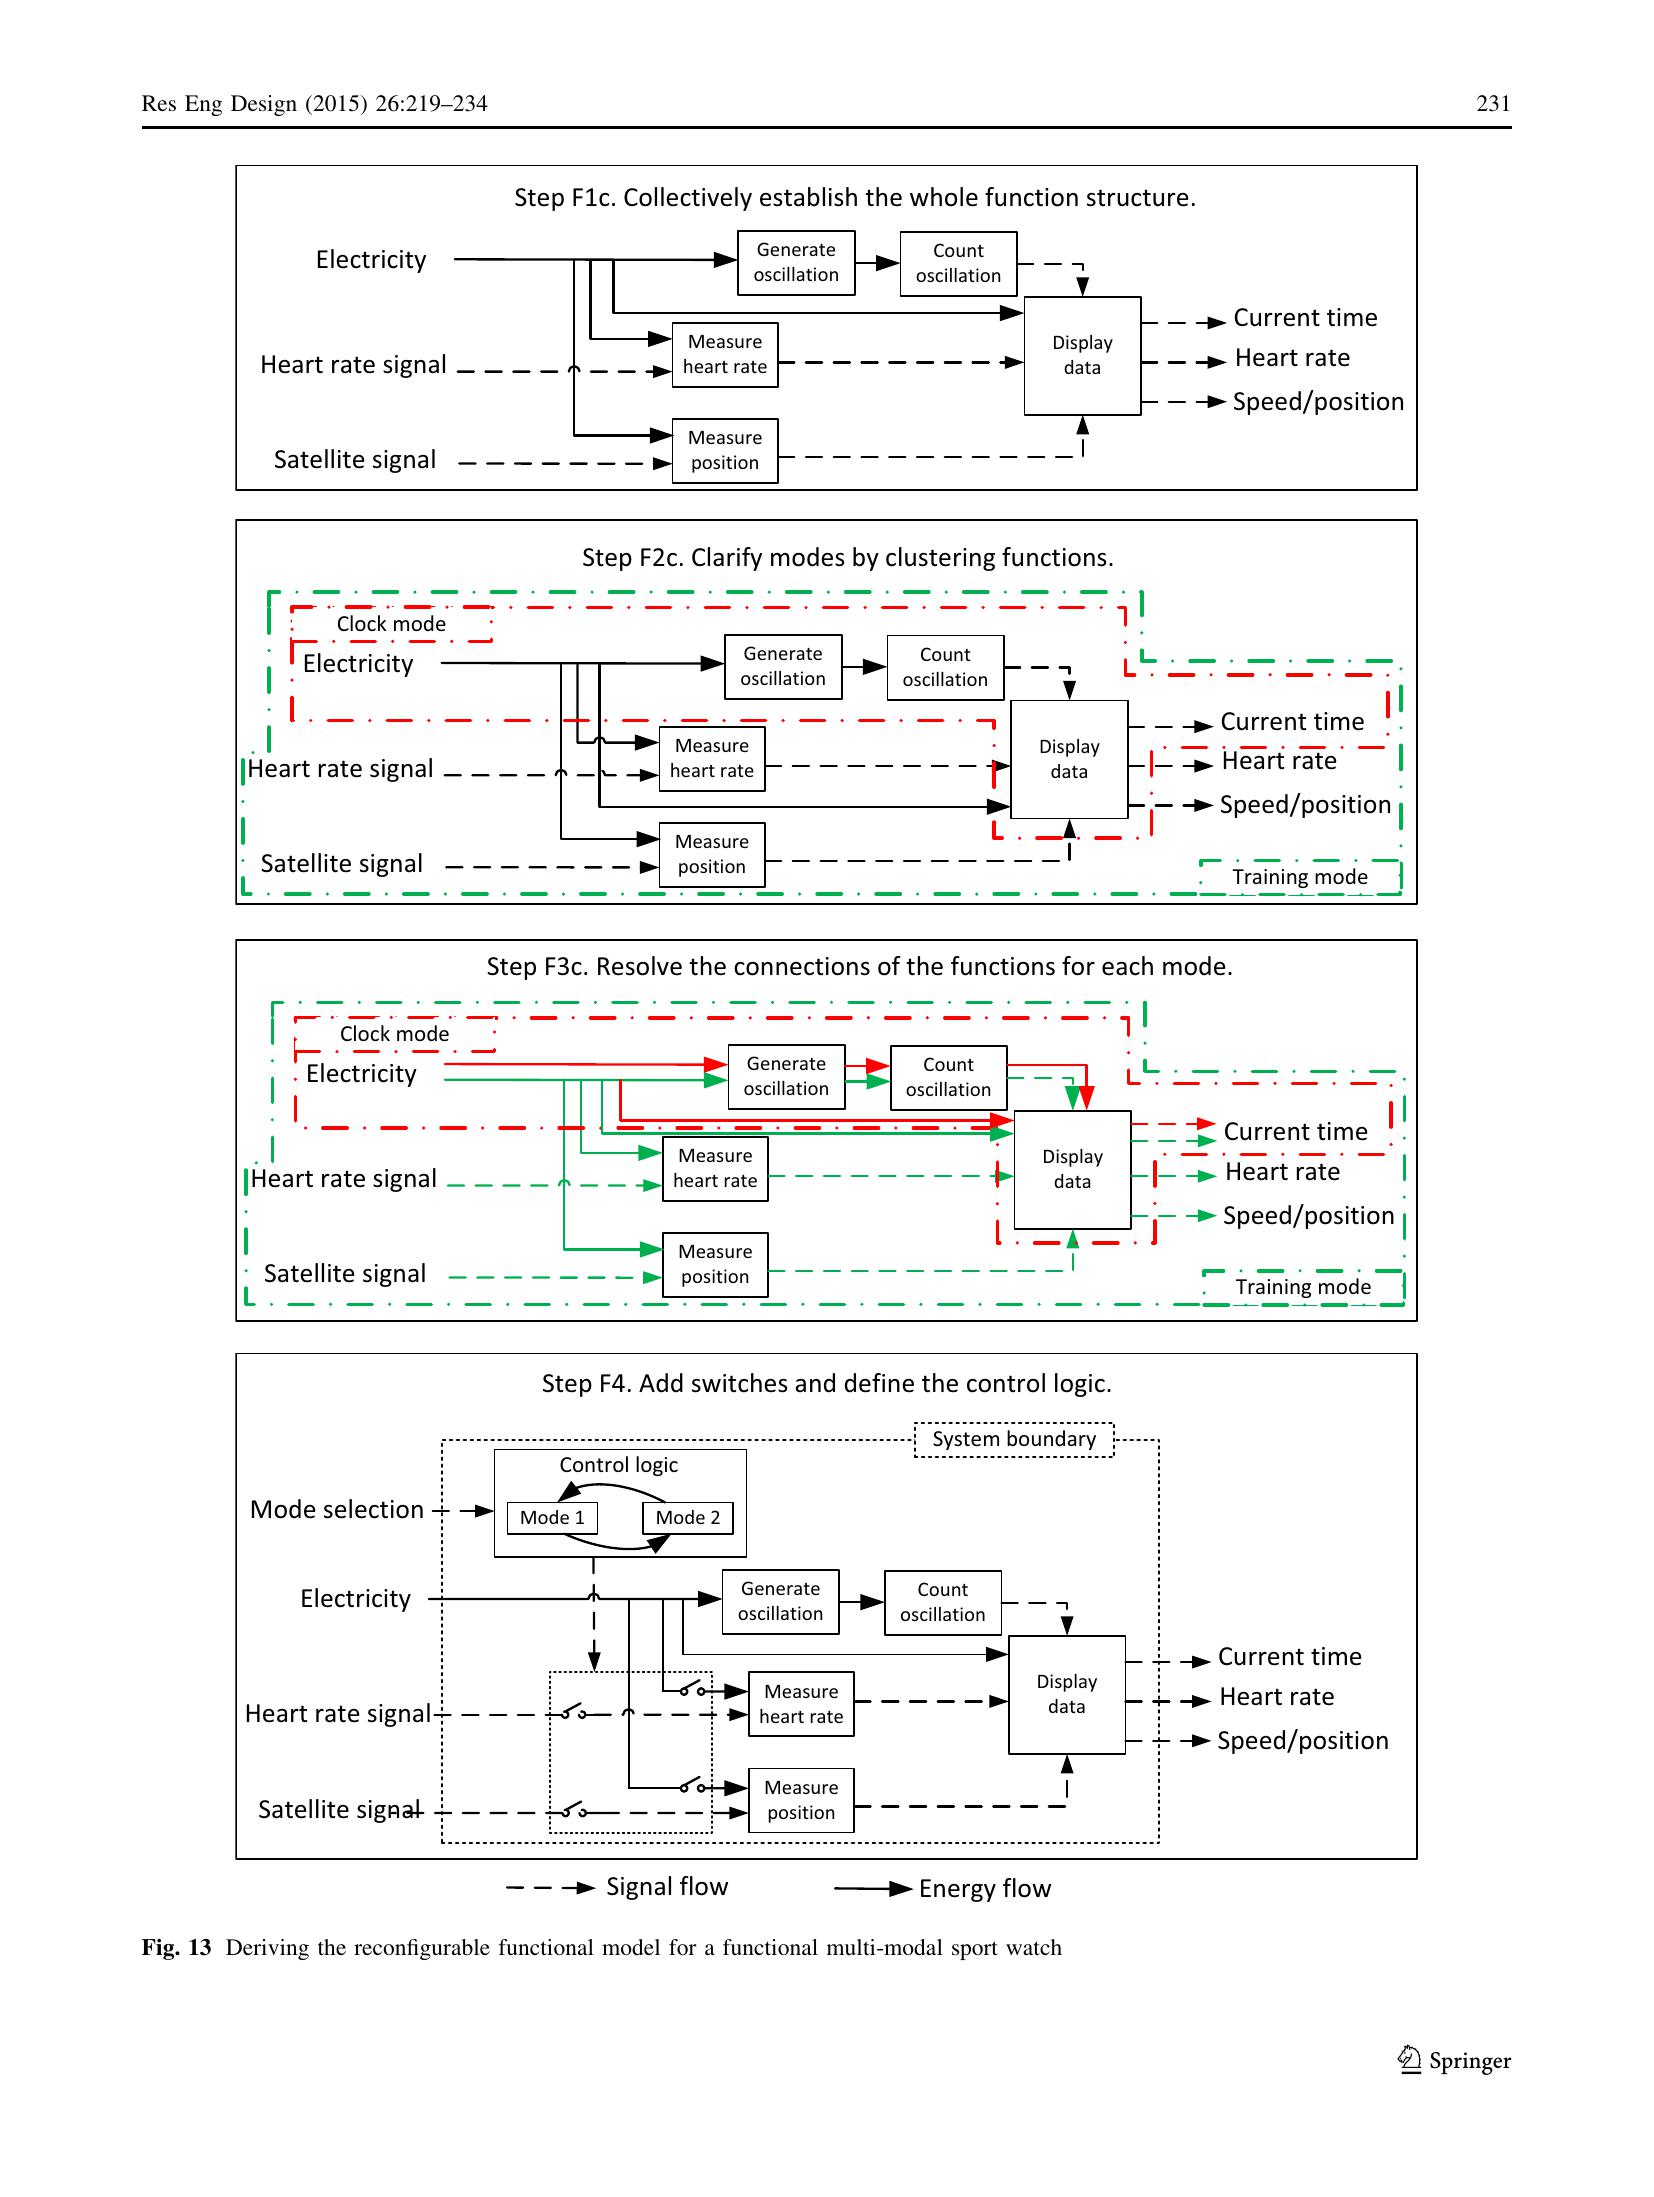 Res Eng Design (2015) 26:219–234
231
Step F1c. Collectively establish the whole function structure.
Electricity
Generate
oscillation
Count
oscillation
Heart rate signal
Measure
heart rate
Display
data
Current time
Heart rate
Speed/position
Satellite signal
Measure
position
Step F2c. Clarify modes by clustering functions.
Clock mode
Electricity
Generate
oscillation
Count
oscillation
Heart rate signal
Measure
heart rate
Display
data
Current time
Heart rate
Speed/position
Satellite signal
Measure
position
Training mode
Step F3c. Resolve the connections of the functions for each mode.
Clock mode
Electricity
Generate
oscillation
Count
oscillation
Heart rate signal
Measure
heart rate
Display
data
Current time
Heart rate
Speed/position
Satellite signal
Measure
position
Training mode
Step F4. Add switches and define the control logic.
System boundary
Control logic
Mode selection
Mode 1
Mode 2
Electricity
Generate
oscillation
Count
oscillation
Heart rate signal
Measure
heart rate
Display
data
Current time
Heart rate
Speed/position
Satellite signal
Measure
position
Signal flow
Energy flow
Fig. 13 Deriving the reconfigurable functional model for a functional multi-modal sport watch
Springer